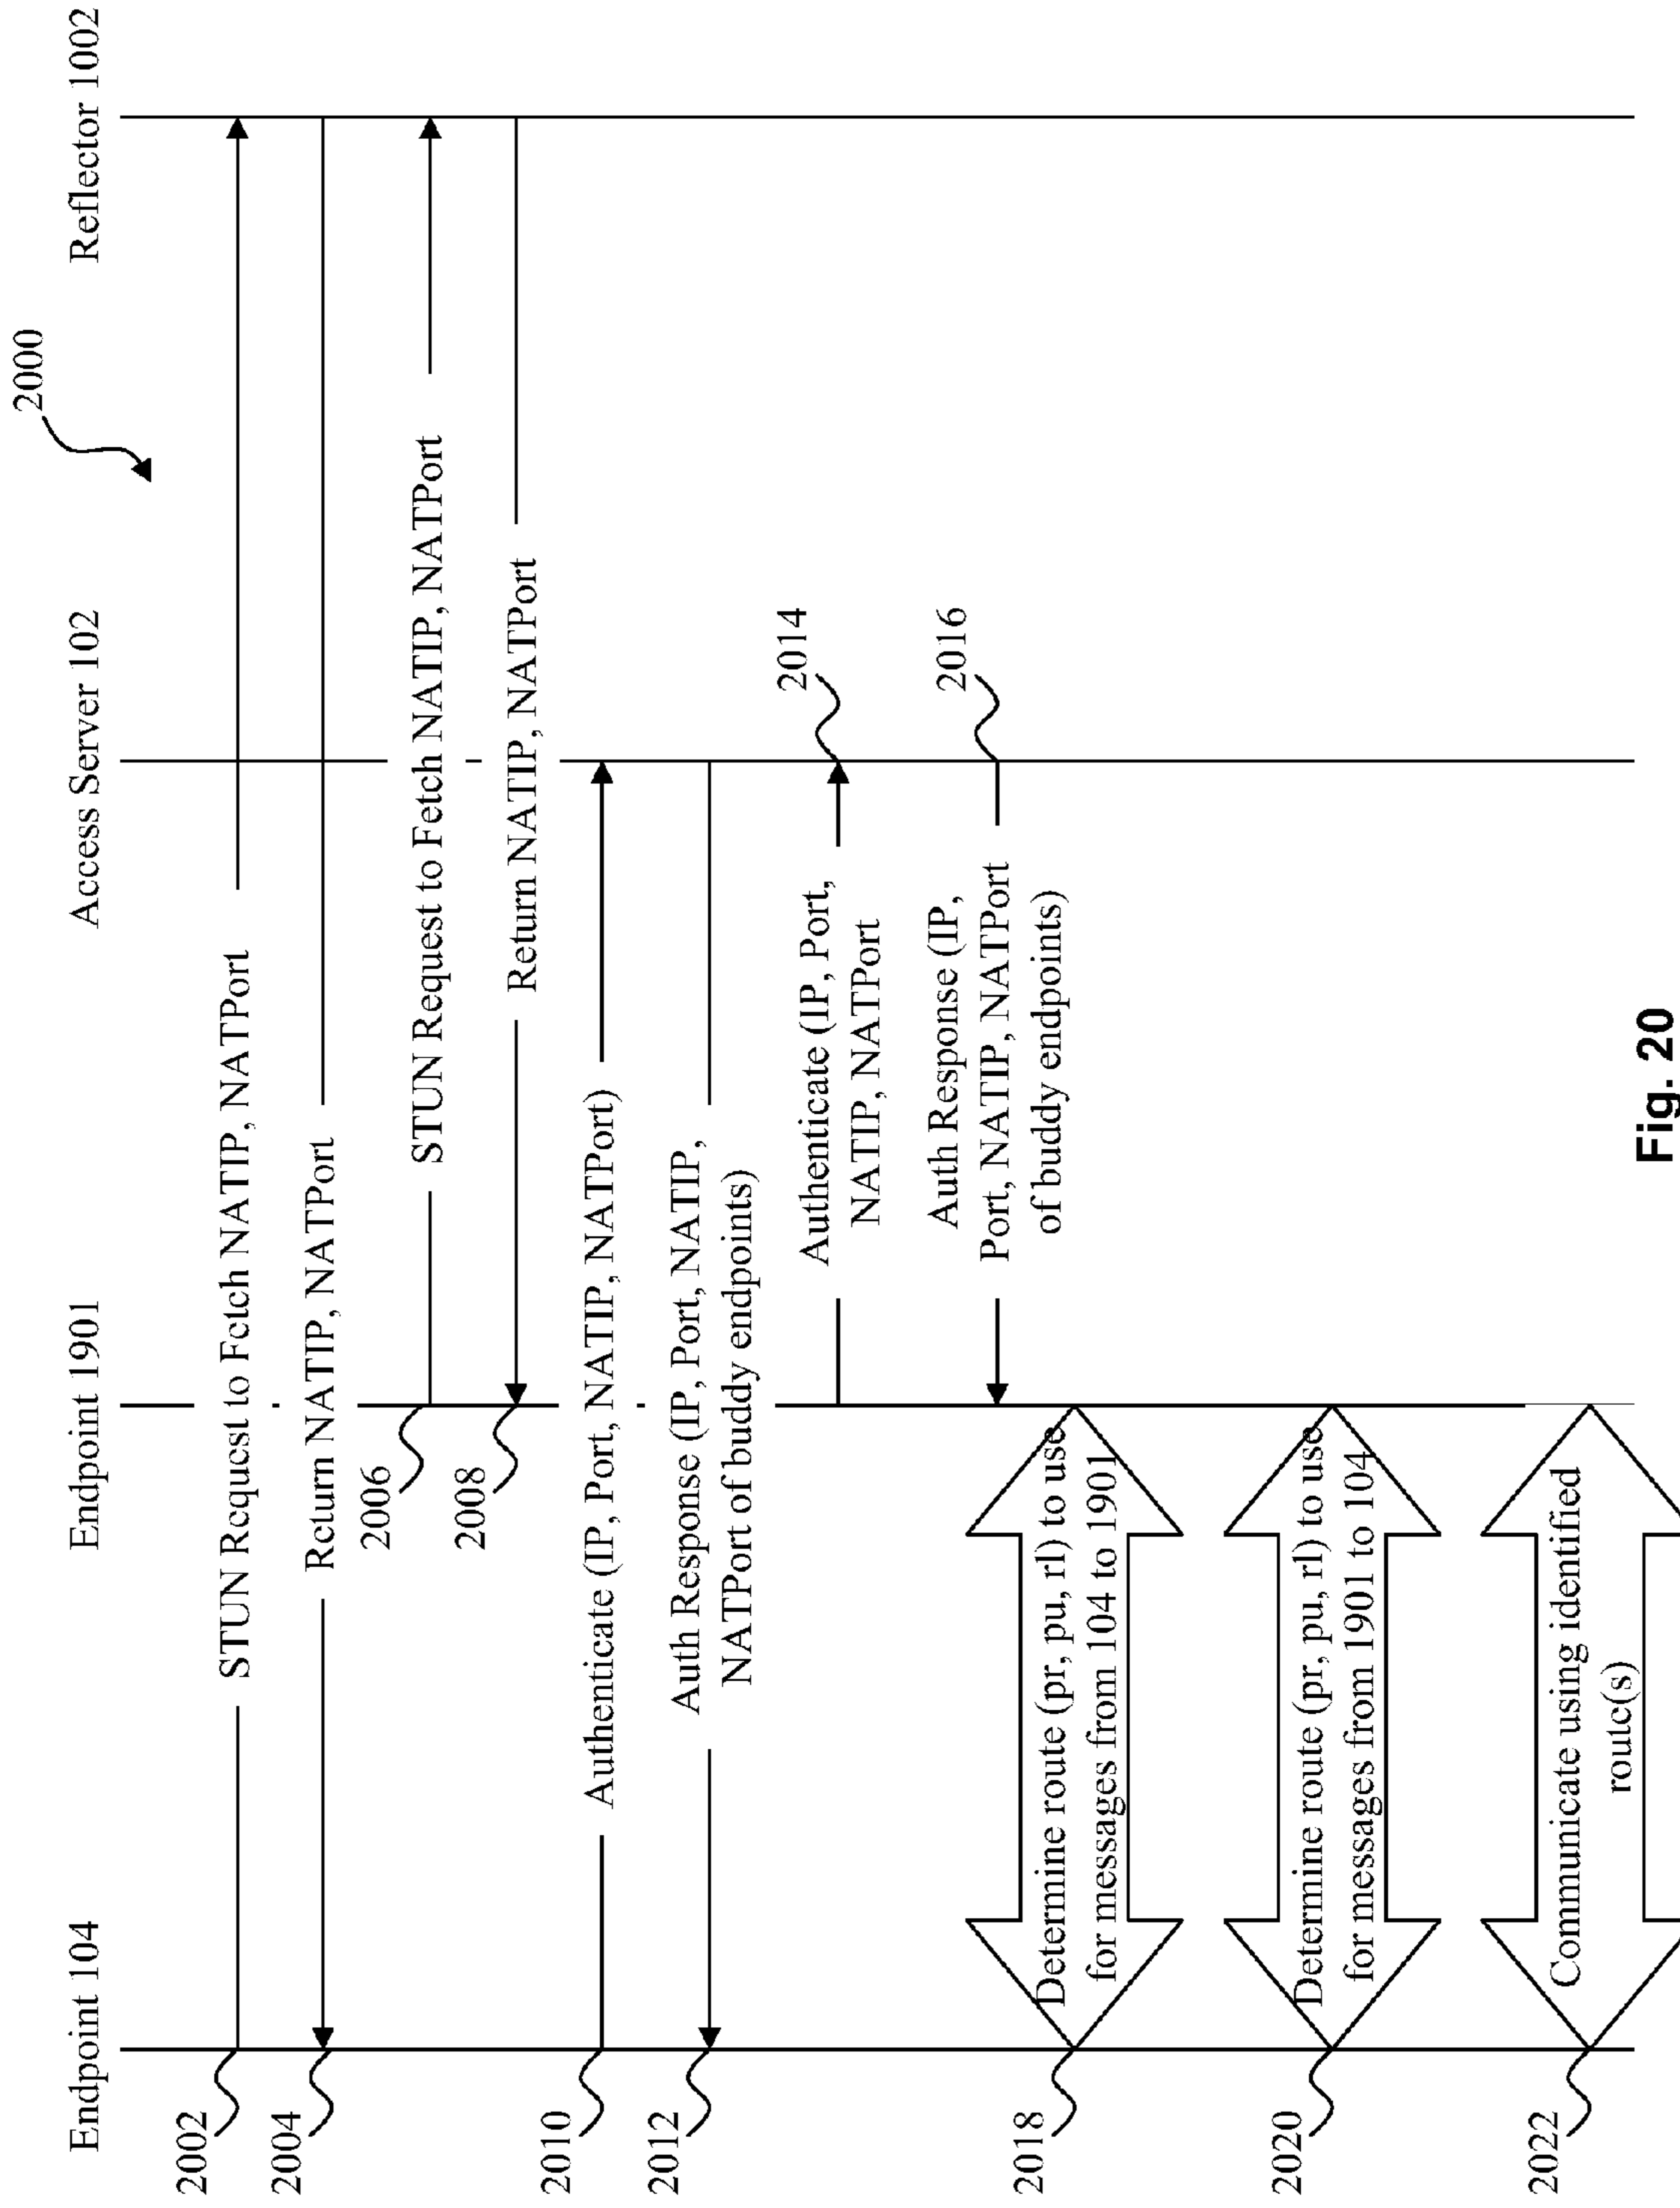 2000
Endpoint 104
Endpoint 1901
Access Server 102
Reflector 1002
2002
STUN Request to Fetch NATIP, NATPort
2004
Return NATIP, NATPort
2006
STUN Request to Fetch NATIP, NATPort
2008
Return NATIP, NATPort
2010
Authenticate (IP, Port, NATIP, NATPort)
2012
Auth Response (IP, Port, NATIP,
NATPort of buddy endpoints)
Authenticate (IP, Port,
NATIP, NATPort
2014
Auth Response (IP,
Port, NATIP, NATPort
of buddy endpoints)
2016
2018
Determine route (pr, pu, rl) to use
for messages from 104 to 1901
2020
Determine route (pr, pu, rl) to use
for messages from 1901 to 104
2022
Communicate using identified
route(s)
Fig. 20